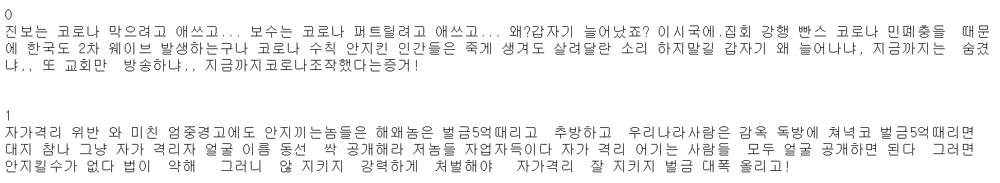 0
진보는 코로나 막으려고 애쓰고... 보수는 코로나 퍼트릴려고 애쓰고... 왜?갑자기 늘어났죠? 이시국에.집회 강행 빤스 코로나 민폐충들 때문
에 한국도 2차 웨이브 발생하는구나 코로나 수칙 안지킨 인간들은 죽게 생겨도 살려달란 소리 하지말길 갑자기 왜 늘어나냐, 지금까지는 숨겼
냐,, 또 교회만 방송하냐,, 지금까지코로나조작했다는증거!
1
자가격리 위반 와 미친 엄중경고에도 안지끼는놈들은 해왜놈은 벌금5억때리고 추방하고 우리나라사람은 감옥 독방에 쳐넉코 벌금5억때리면
대지 참나 그냥 자가 격리자 얼굴 이름 동선 싹 공개해라 저놈들 자업자득이다 자가 격리 어기는 사람들 모두 얼굴 공개하면 된다 그러면
안지킬수가 없다 법이 약해 그러니 않 지키지 강력하게 처벌해야 자가격리 잘 지키지 벌금 대폭 올리고!